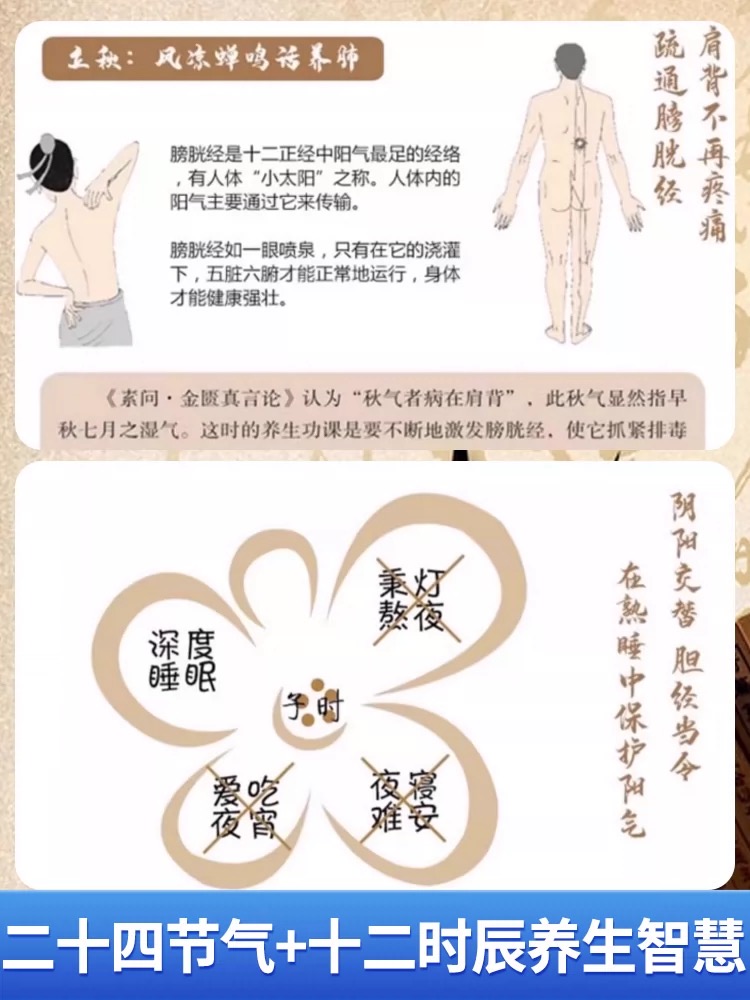 立秋：风凉蝉鸣话养肺
肩背不再疼痛
疏通膀胱经
膀胱经是十二正经中阳气最足的经络
，有人体“小太阳”之称。人体内的
阳气主要通过它来传输。
膀胱经如一眼喷泉，只有在它的浇灌
下，五脏六腑才能正常地运行，身体
才能健康强壮。
《素问·金匮真言论》认为“秋气者病在肩背”，此秋气显然指早
秋七月之湿气。这时的养生功课是要不断地激发膀胱经，使它抓紧排毒
阴阳交替 胆经当令
在熟睡中保护阳气
秉灯
熬夜
深度
睡眠
子时
爱吃
夜宵
夜寝
难安
二十四节气+十二时辰养生智慧